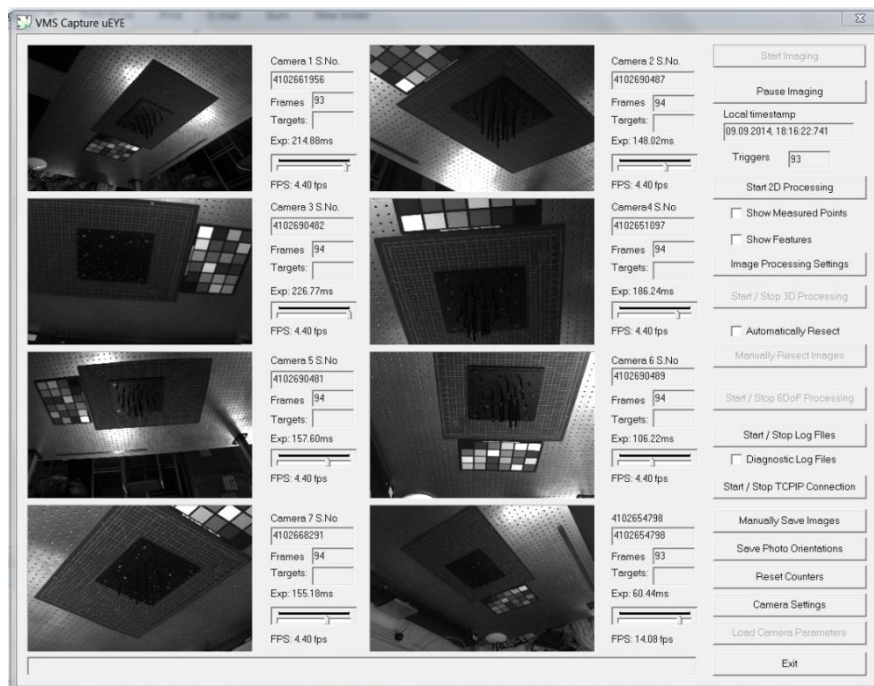 Print
E-mail
Burn
New folder
VMS Capture uEYE
Camera 1 S.No.
4102661956
Frames 93
Targets:
Exp: 214.88ms
FPS: 4.40 fps
Camera 2 S.No.
4102690487
Frames 94
Targets:
Exp: 148.02ms
FPS: 4.40 fps
Camera 3 S.No.
4102690482
Frames 94
Targets:
Exp: 226.77ms
FPS: 4.40 fps
Camera4 S.No
4102651097
Frames 94
Targets:
Exp: 186.24ms
FPS: 4.40 fps
Camera 5 S.No
4102690481
Frames 94
Targets:
Exp: 157.60ms
FPS: 4.40 fps
Camera 6 S.No
4102690489
Frames 94
Targets:
Exp: 106.22ms
FPS: 4.40 fps
Camera 7 S.No
4102668291
Frames 94
Targets:
Exp: 155.18ms
FPS: 4.40 fps
4102654798
4102654798
Frames 93
Targets:
Exp: 60.44ms
FPS: 14.08 fps
Start Imaging
Pause Imaging
Local timestamp
09.09.2014, 18:16:22:741
Triggers 93
Start 2D Processing
Show Measured Points
Show Features
Image Processing Settings
Start / Stop 3D Processing
Automatically Resect
Manually Resect Images
Start / Stop 6DoF Processing
Start / Stop Log FIles
Diagnostic Log Files
Start / Stop TCPIP Connection
Manually Save Images
Save Photo Orientations
Reset Counters
Camera Settings
Load Camera Parameters
Exit